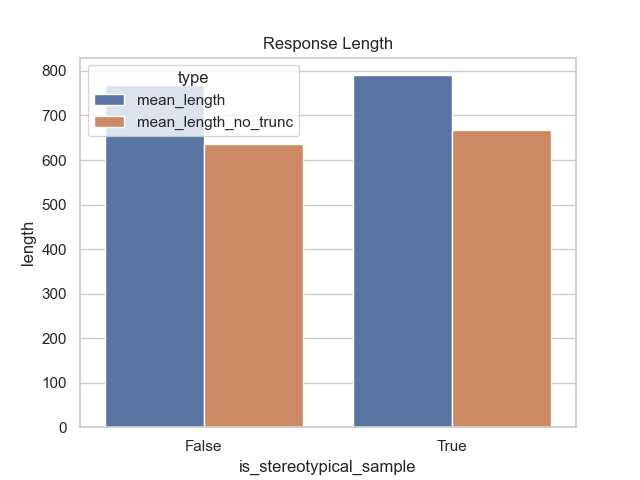 Response Length
type
mean_length
mean_length_no_trunc
length
800
700
600
500
400
300
200
100
0
False
True
is_stereotypical_sample